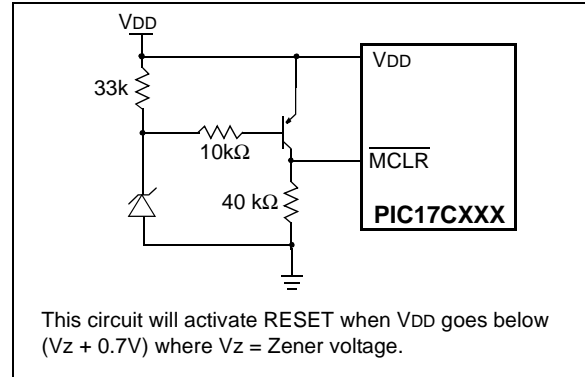 VDD
VDD
33k
10kΩ
MCLR
40 kΩ
PIC17CXXX
This circuit will activate RESET when VDD goes below
(Vz + 0.7V) where Vz = Zener voltage.